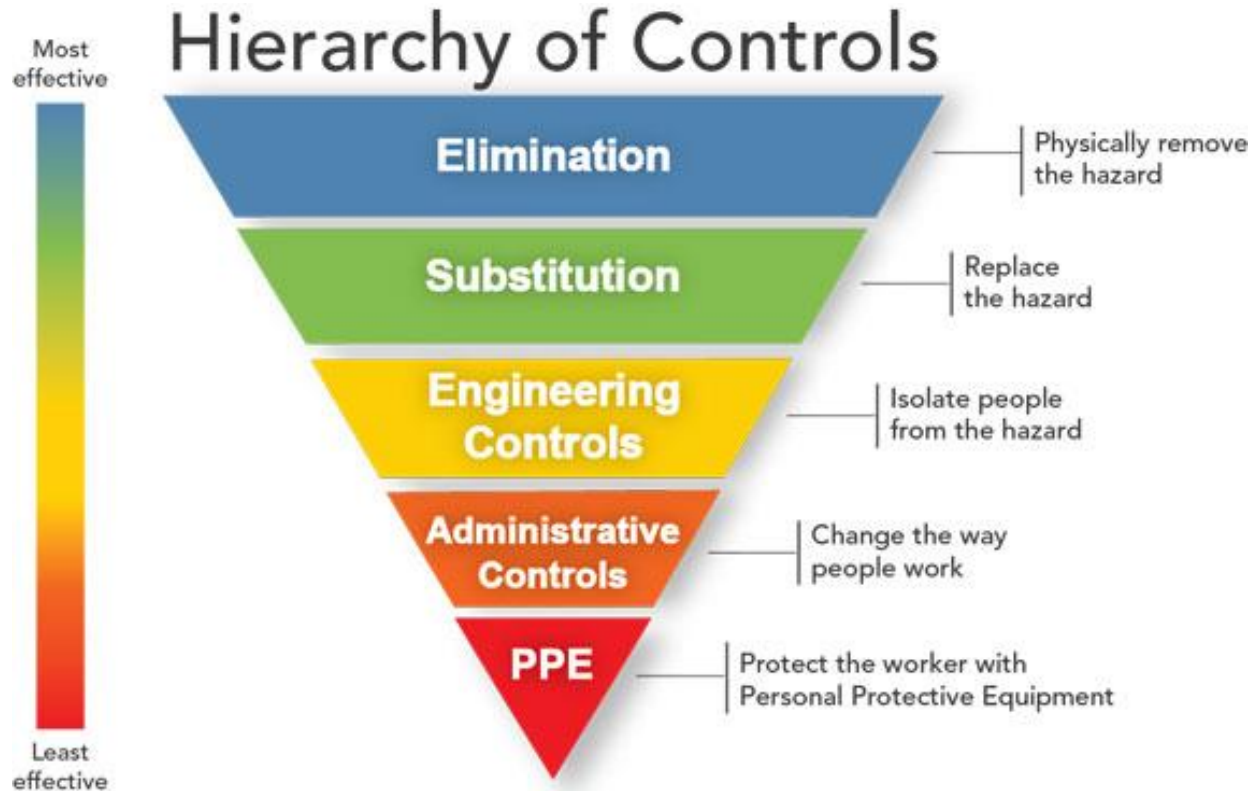 Hierarchy of Controls
Most
effective
Elimination
Physically remove
the hazard
Substitution
Replace
the hazard
Engineering
Controls
Isolate people
from the hazard
Administrative
Controls
Change the way
people work
PPE
Protect the worker with
Personal Protective Equipment
Least
effective